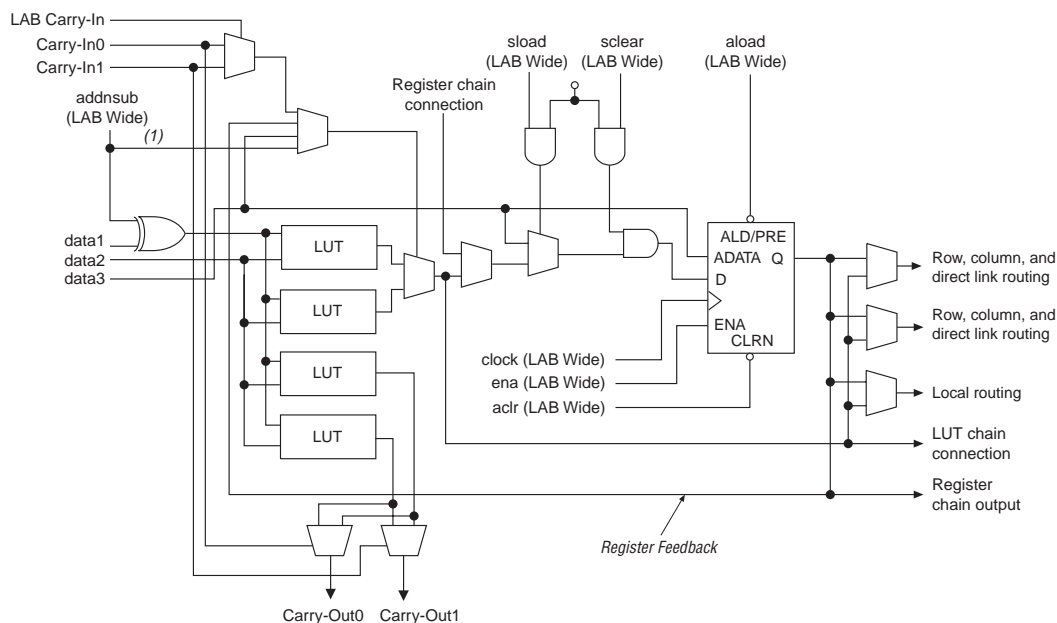 LAB Carry-In
Carry-In0
Carry-In1
addnsub
(LAB Wide)
(1)
data1
data2
data3
Register chain
connection
sload
(LAB Wide)
sclear
(LAB Wide)
aload
(LAB Wide)
LUT
LUT
LUT
LUT
ALD/PRE
ADATA
Q
D
ENA
CLRN
clock (LAB Wide)
ena (LAB Wide)
aclr (LAB Wide)
Row, column, and
direct link routing
Row, column, and
direct link routing
Local routing
LUT chain
connection
Register
chain output
Register Feedback
Carry-Out0
Carry-Out1